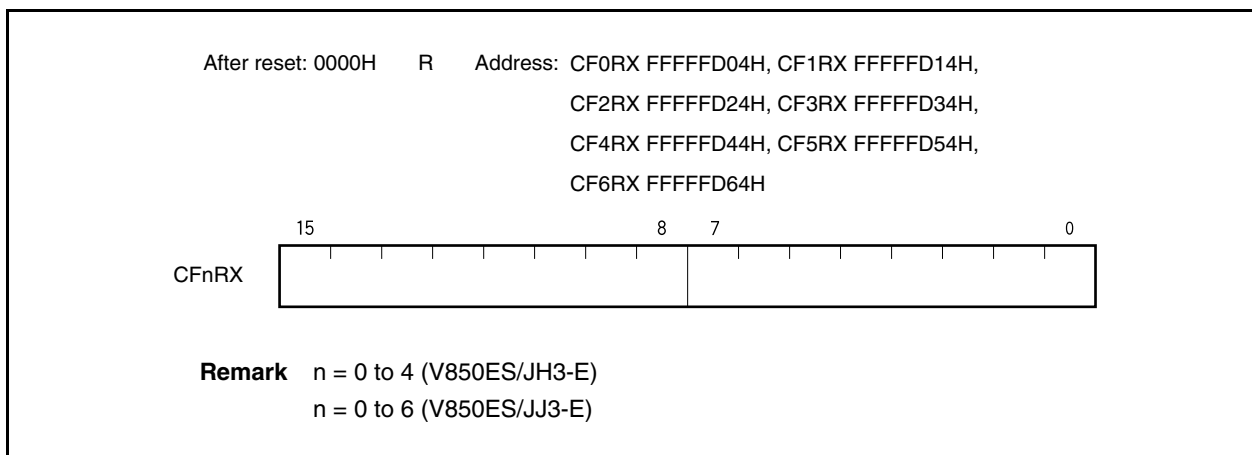 After reset: 0000H R Address: CF0RX FFFFFD04H, CF1RX FFFFFD14H,
CF2RX FFFFFD24H, CF3RX FFFFFD34H,
CF4RX FFFFFD44H, CF5RX FFFFFD54H,
CF6RX FFFFFD64H
15 8 7 0
CFnRX
Remark n = 0 to 4 (V850ES/JH3-E)
n = 0 to 6 (V850ES/JJ3-E)